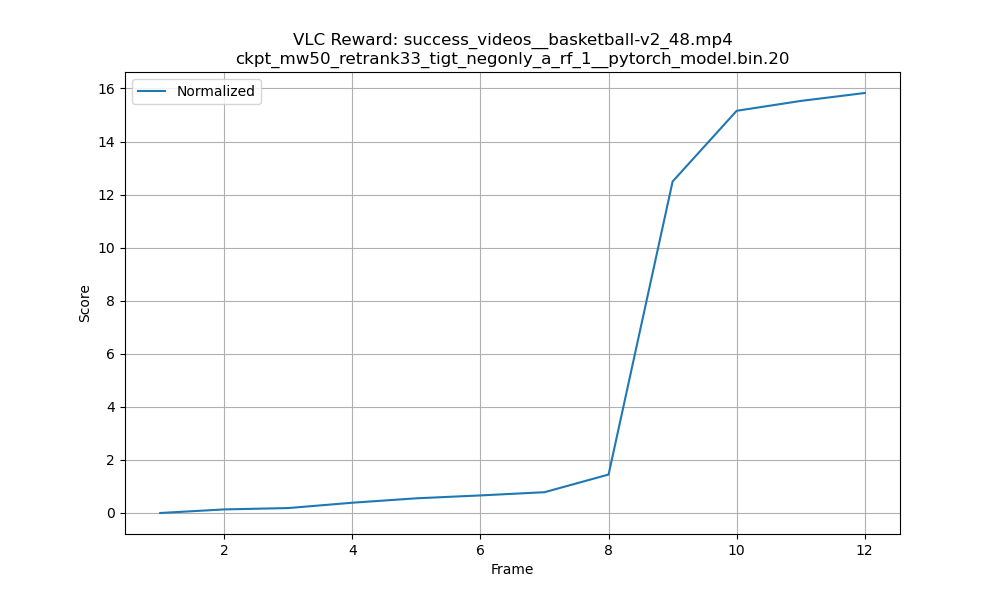 VLC Reward: success_videos__basketball-v2_48.mp4
ckpt_mw50_retrank33_tigt_negonly_a_rf_1__pytorch_model.bin.20
Normalized
16
14
12
10
8
6
4
2
0
Score
2 4 6 8 10 12
Frame